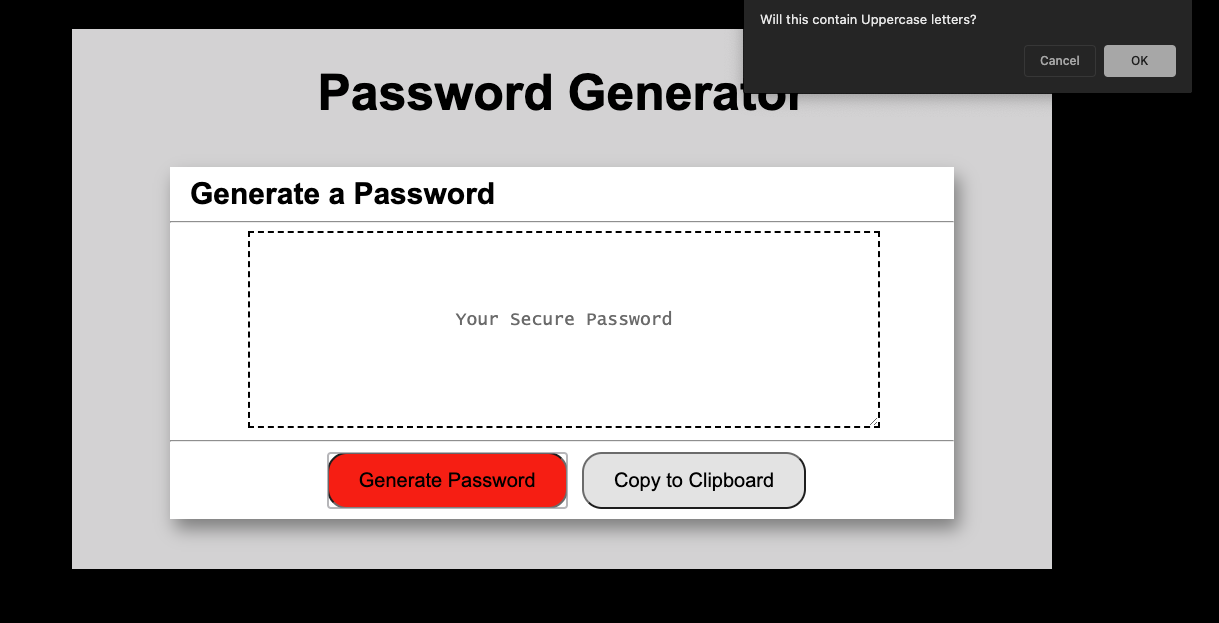 Will this contain Uppercase letters?
Cancel
OK
Password Generator
Generate a Password
Your Secure Password
Generate Password
Copy to Clipboard